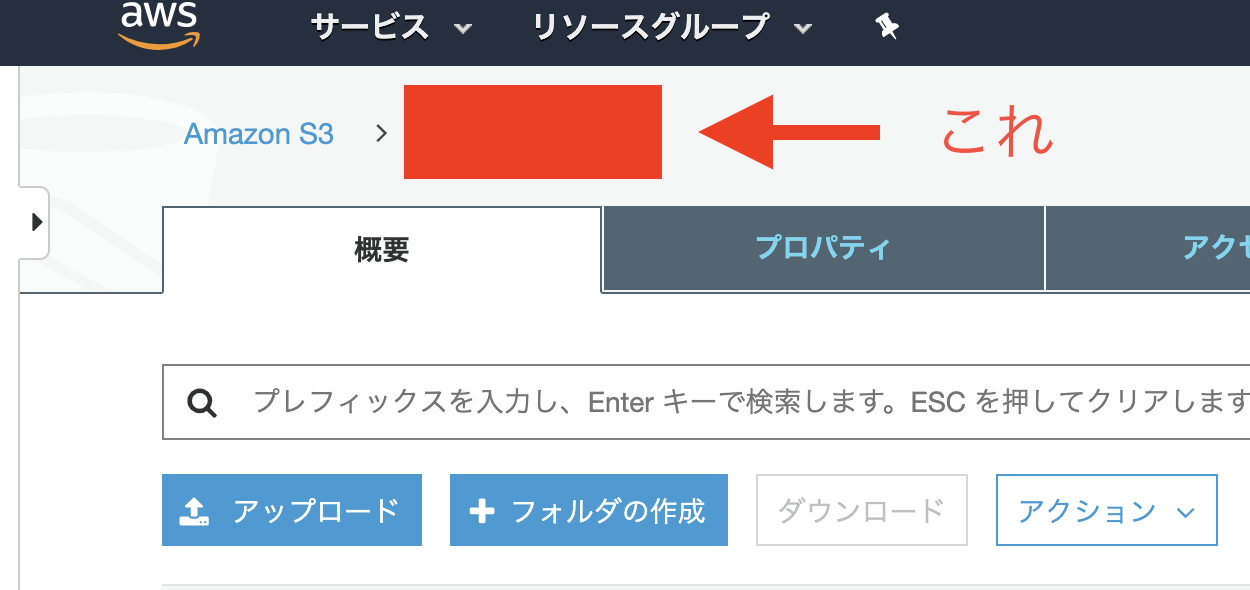 aws サービス リソースグループ
Amazon S3 > これ
概要 プロパティ アクセ
プレフィックスを入力し、Enter キーで検索します。ESC を押してクリアします
アップロード フォルダの作成 ダウンロード アクション